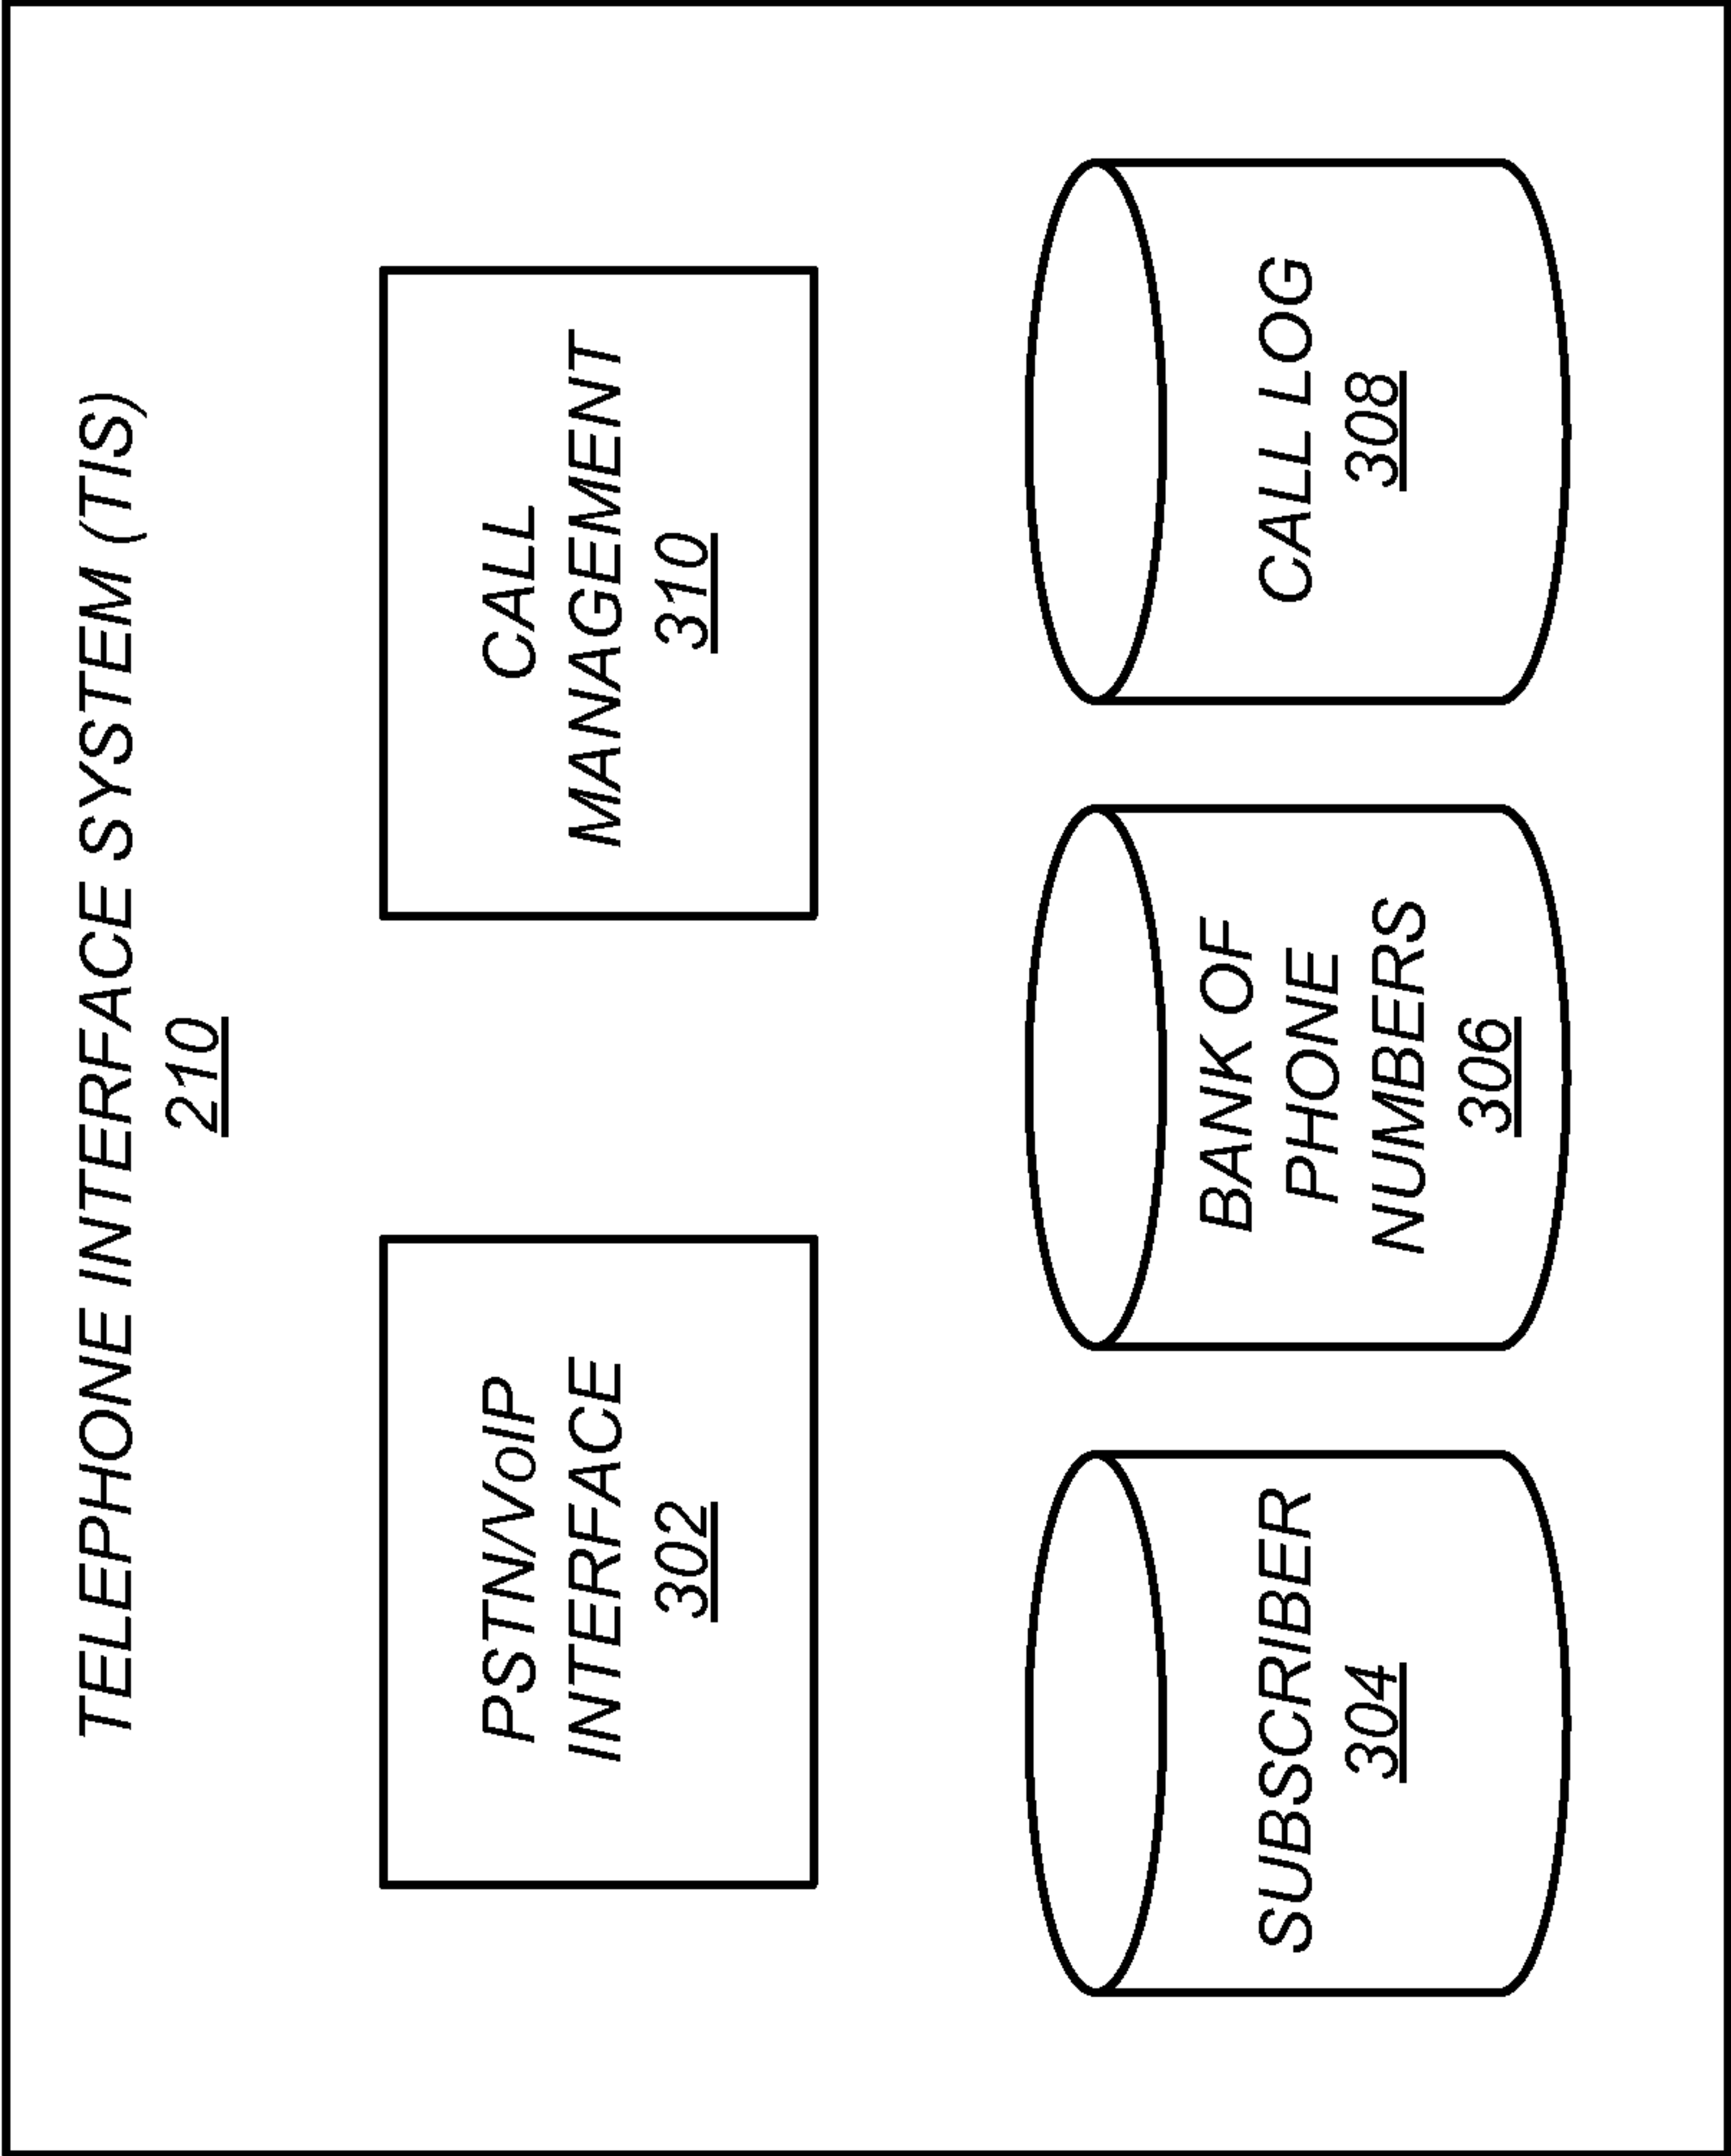 TELEPHONE INTERFACE SYSTEM (TIS)
210
PSTN/VoIP
INTERFACE
302
CALL
MANAGEMENT
310
SUBSCRIBER
304
BANK OF
PHONE
NUMBERS
306
CALL LOG
308